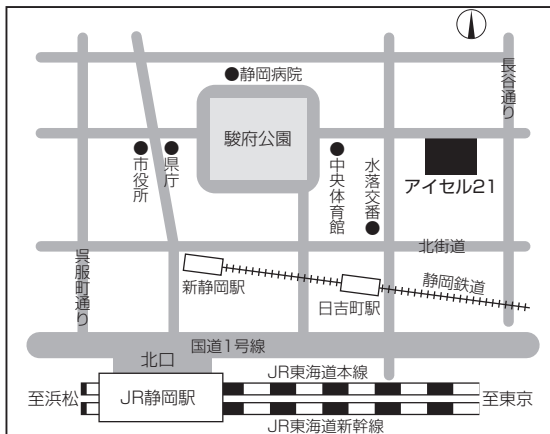 静岡病院
長谷通り
駿府公園
市役所
県庁
中央体育館
水落交番
アイセル21
北街道
呉服町通り
新静岡駅
静岡鉄道
日吉町駅
国道1号線
北口
JR東海道本線
至浜松
JR静岡駅
至東京
JR東海道新幹線